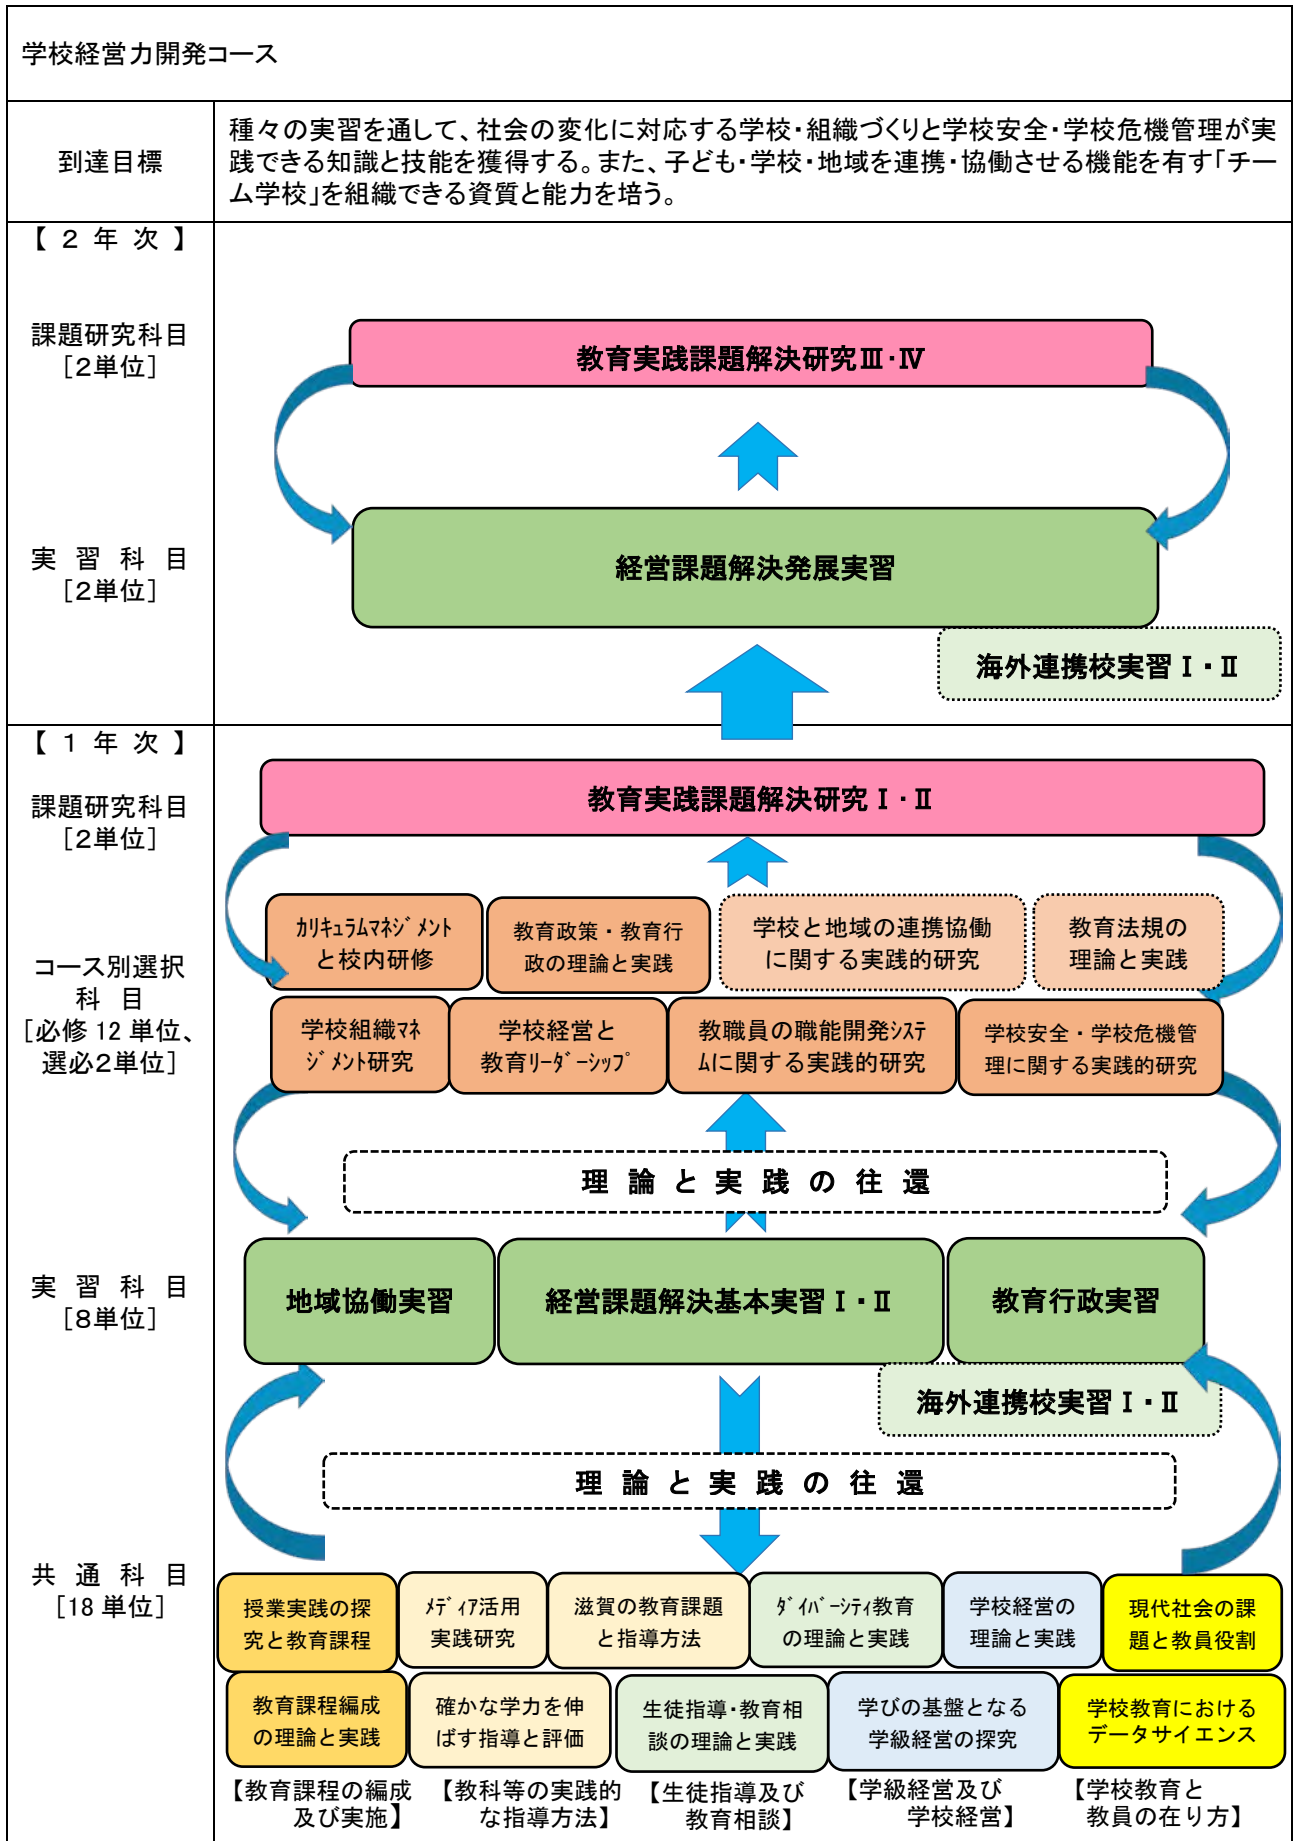 学校経営力開発コース
到達目標
種々の実習を通して、社会の変化に対応する学校・組織づくりと学校安全・学校危機管理が実
践できる知識と技能を獲得する。また、子ども・学校・地域を連携・協働させる機能を有す「チー
ム学校」を組織できる資質と能力を培う。
【 2 年 次 】
課題研究科目
［2単位］
教育実践課題解決研究Ⅲ・Ⅳ
実 習 科 目
［2単位］
経営課題解決発展実習
海外連携校実習Ⅰ・Ⅱ
【 1 年 次 】
課題研究科目
［2単位］
教育実践課題解決研究Ⅰ・Ⅱ
コース別選択
科 目
［必修 12 単位、
選必2単位］
ｶﾘｷｭﾗﾑﾏﾈｼﾞﾒﾝﾄ
と校内研修
教育政策・教育行
政の理論と実践
学校と地域の連携協働
に関する実践的研究
教育法規の
理論と実践
学校組織ﾏﾈ
ｼﾞﾒﾝﾄ研究
学校経営と
教育ﾘｰﾀﾞｰｼｯﾌﾟ
教職員の職能開発ｼｽﾃ
ﾑに関する実践的研究
学校安全・学校危機管
理に関する実践的研究
理 論 と 実 践 の 往 還
実 習 科 目
［8単位］
地域協働実習
経営課題解決基本実習Ⅰ・Ⅱ
教育行政実習
海外連携校実習Ⅰ・Ⅱ
理 論 と 実 践 の 往 還
共 通 科 目
［18 単位］
授業実践の探
究と教育課程
ﾒﾃﾞｨｱ活用
実践研究
滋賀の教育課題
と指導方法
ﾀﾞｲﾊﾞｰｼﾃｨ教育
の理論と実践
学校経営の
理論と実践
現代社会の課
題と教員役割
教育課程編成
の理論と実践
確かな学力を伸
ばす指導と評価
生徒指導・教育相
談の理論と実践
学びの基盤となる
学級経営の探究
学校教育における
データサイエンス
【教育課程の編成
及び実施】
【教科等の実践的
な指導方法】
【生徒指導及び
教育相談】
【学級経営及び
学校経営】
【学校教育と
教員の在り方】